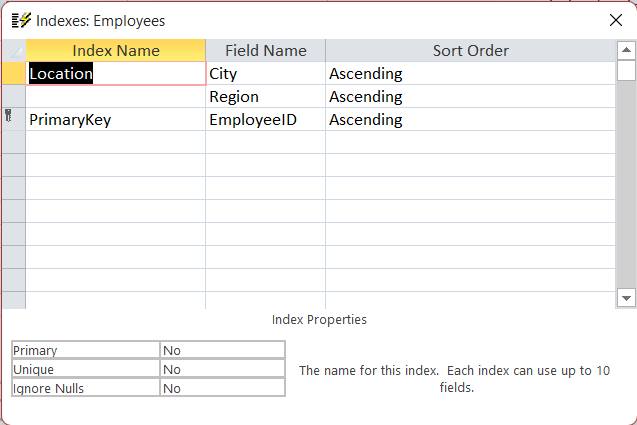 Indexes: Employees
Index Name Field Name Sort Order
Location City Ascending
Region Ascending
PrimaryKey EmployeeID Ascending
Index Properties
Primary No
Unique No
Ignore Nulls No
The name for this index. Each index can use up to 10
fields.